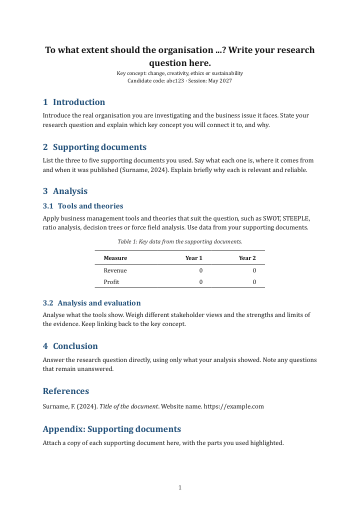 To what extent should the organisation ...? Write your research
question here.
Key concept: change, creativity, ethics or sustainability
Candidate code: abc123 · Session: May 2027
1 Introduction
Introduce the real organisation you are investigating and the business issue it faces. State your
research question and explain which key concept you will connect it to, and why.
2 Supporting documents
List the three to five supporting documents you used. Say what each one is, where it comes from
and when it was published (Surname, 2024). Explain briefly why each is relevant and reliable.
3 Analysis
3.1 Tools and theories
Apply business management tools and theories that suit the question, such as SWOT, STEEPLE,
ratio analysis, decision trees or force field analysis. Use data from your supporting documents.
Table 1: Key data from the supporting documents.
Measure Year 1 Year 2
Revenue 0 0
Profit 0 0
3.2 Analysis and evaluation
Analyse what the tools show. Weigh different stakeholder views and the strengths and limits of
the evidence. Keep linking back to the key concept.
4 Conclusion
Answer the research question directly, using only what your analysis showed. Note any questions
that remain unanswered.
References
Surname, F. (2024). Title of the document. Website name. https://example.com
Appendix: Supporting documents
Attach a copy of each supporting document here, with the parts you used highlighted.
1